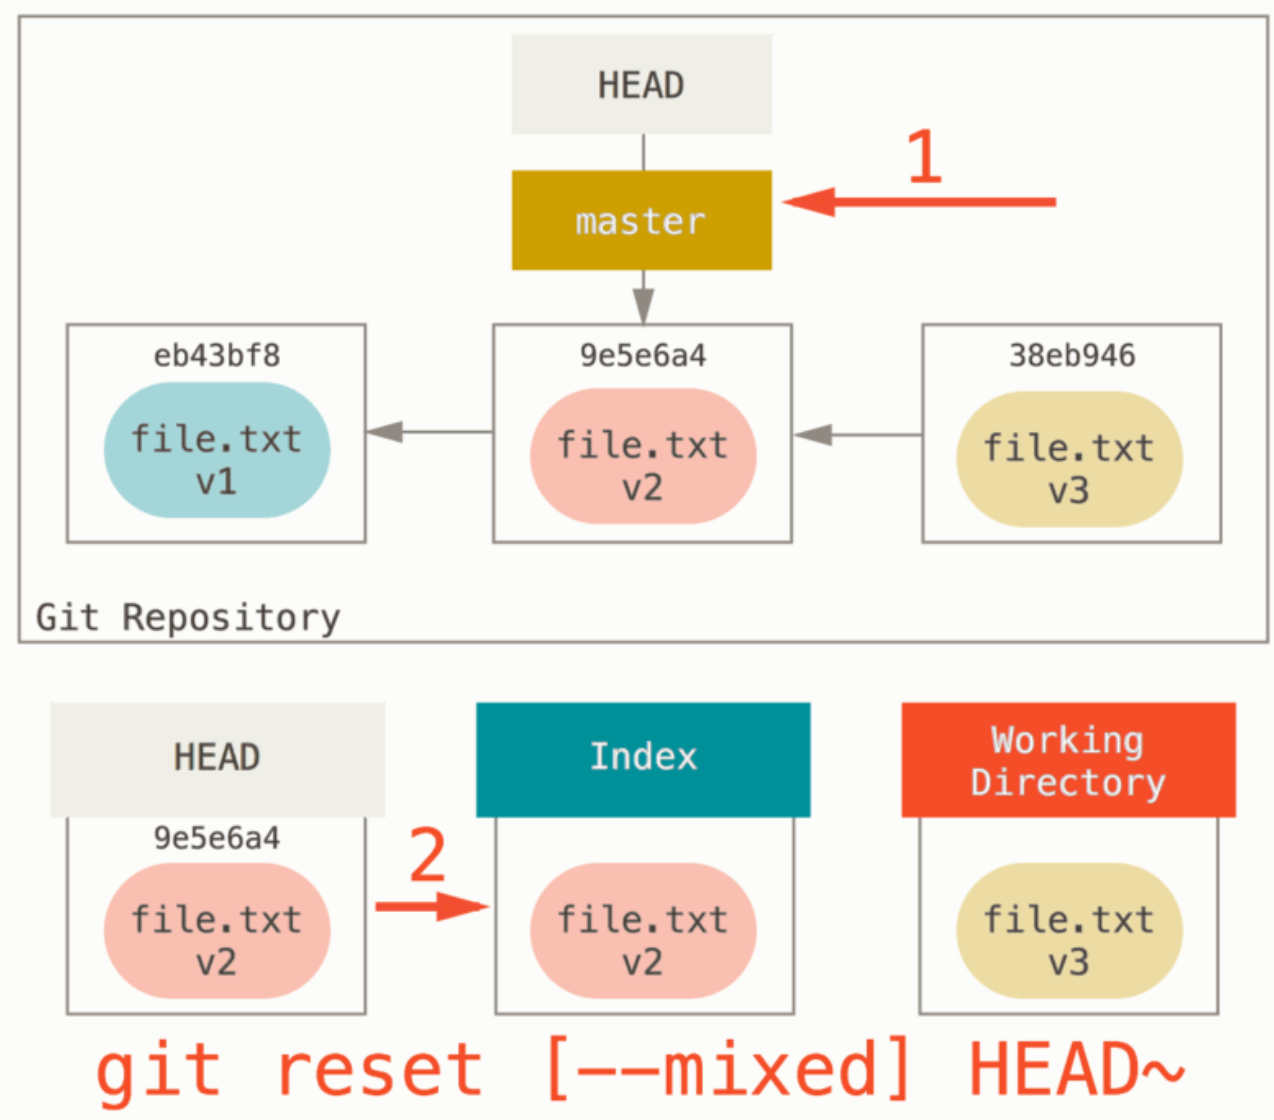 HEAD
1
master
eb43bf8
file.txt
v1
9e5e6a4
file.txt
v2
38eb946
file.txt
v3
Git Repository
HEAD
9e5e6a4
file.txt
v2
2
Index
file.txt
v2
Working
Directory
file.txt
v3
git reset [--mixed] HEAD~